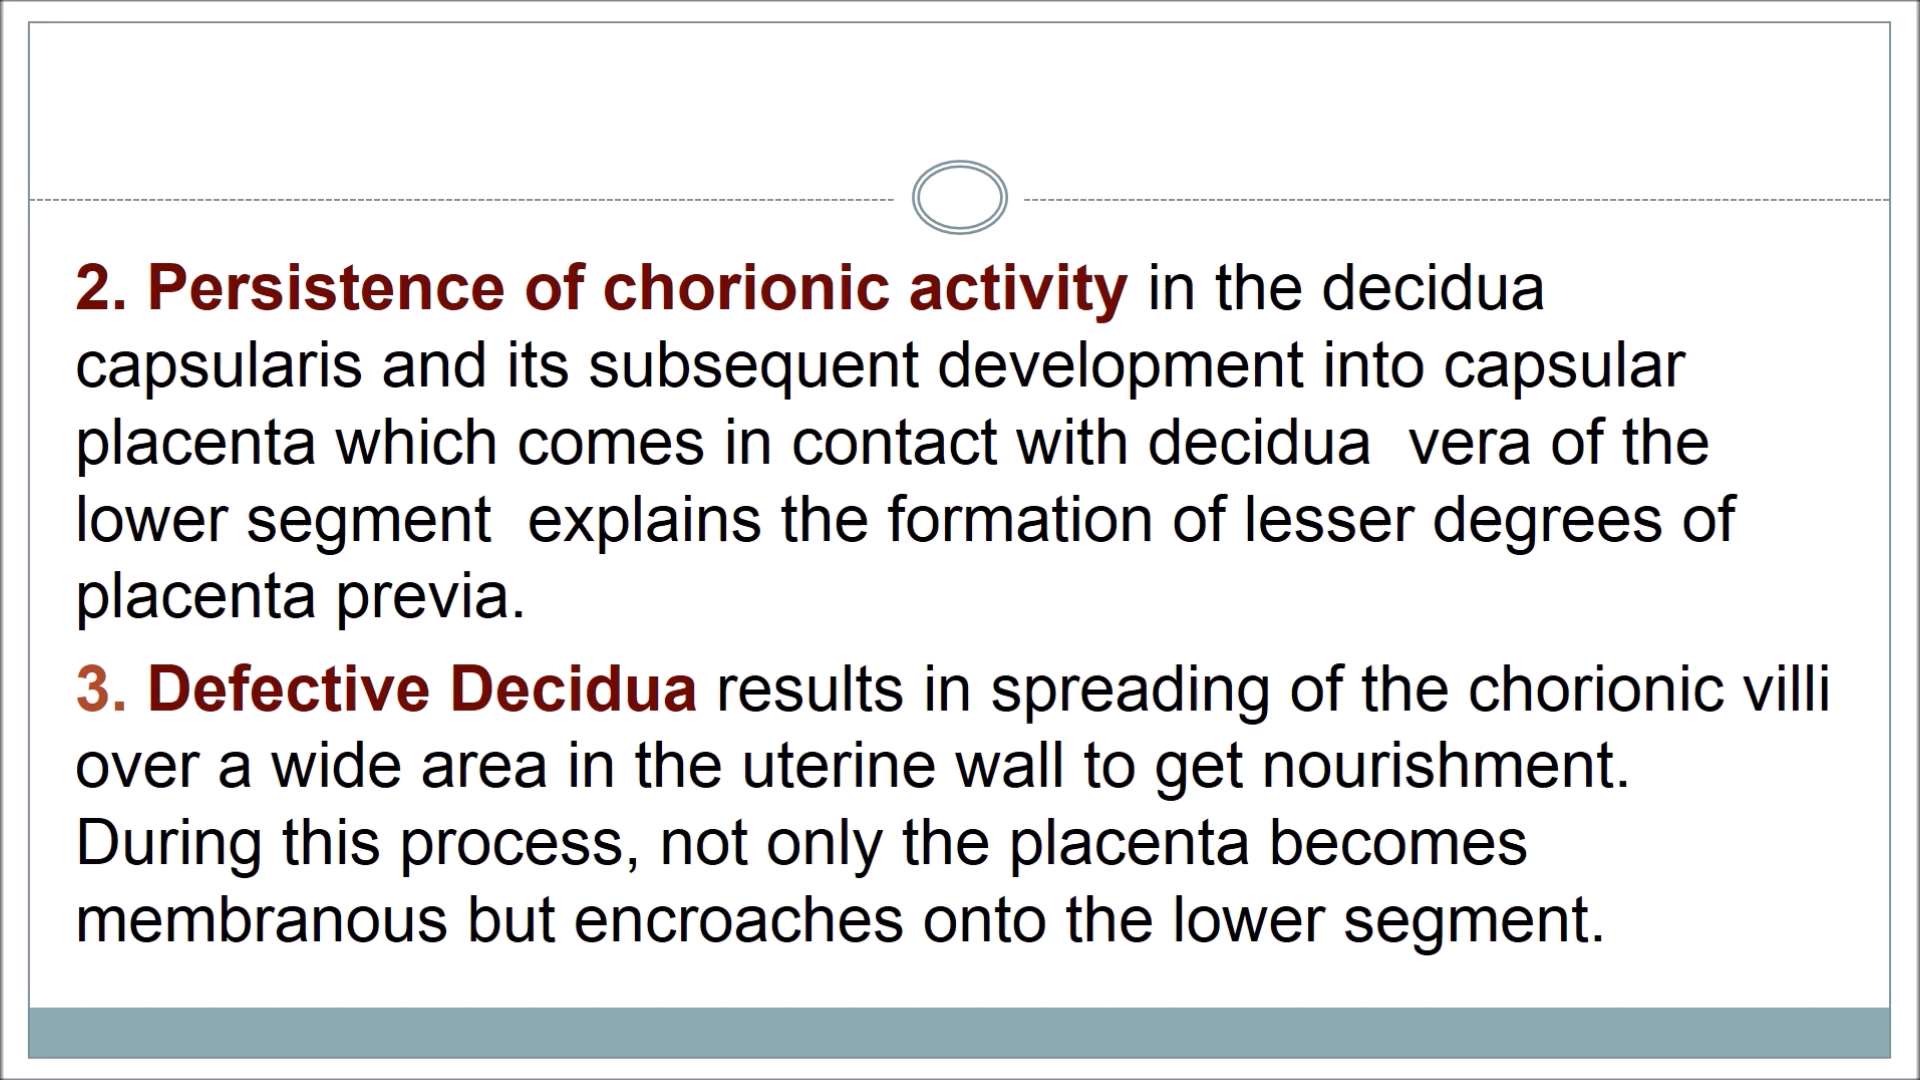 2. Persistence of chorionic activity in the decidua
capsularis and its subsequent development into capsular
placenta which comes in contact with decidua  vera of the
lower segment  explains the formation of lesser degrees of
placenta previa.
3. Defective Decidua results in spreading of the chorionic villi
over a wide area in the uterine wall to get nourishment.
During this process, not only the placenta becomes
membranous but encroaches onto the lower segment.